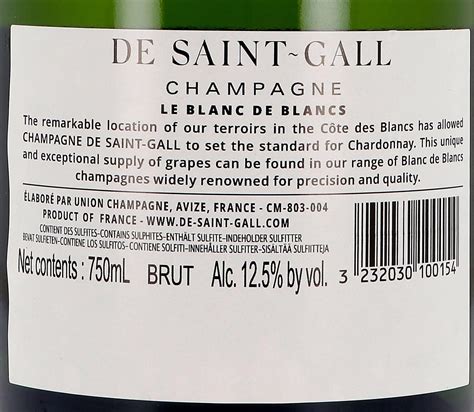 DE SAINT~GALL
CHAMPAGNE
LE BLANC DE BLANCS
The remarkable location of our terroirs in the Côte des Blancs has allowed
CHAMPAGNE DE SAINT-GALL to set the standard for Chardonnay. This unique
and exceptional supply of grapes can be found in our range of Blanc de Blancs
champagnes widely renowned for precision and quality.
ÉLABORÉ PAR UNION CHAMPAGNE, AVIZE, FRANCE - CM-803-004
PRODUCT OF FRANCE - WWW.DE-SAINT-GALL.COM
CONTIENT DES SULFITES-CONTAINS SULPHITES-ENTHÄLT SULFITE-INDEHOLDER SULFITTER
BEVAT SULFIETEN-CONTIENE LOS SULFITOS- CONTIENE SOLFITI-INNEHÅLLER SULFITER-SISÄLTÄÄ SULFIITTEJA
Net contents : 750mL BRUT Alc. 12.5% by vol. 3 232030 100154